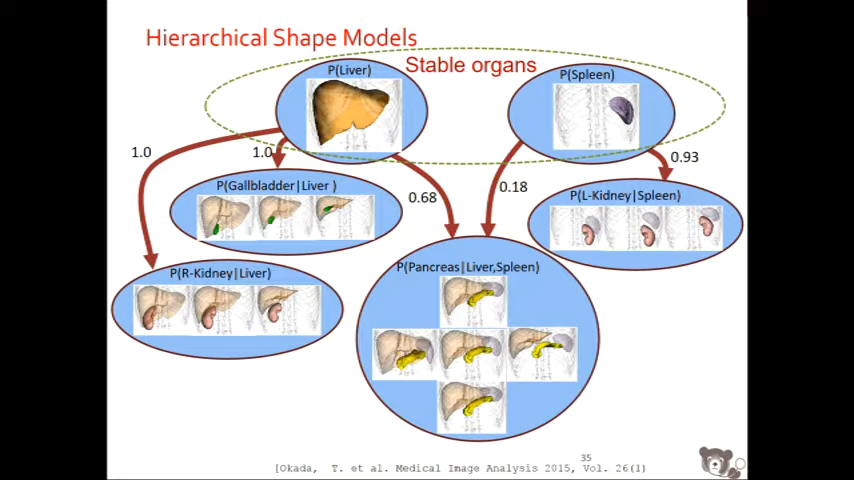 Hierarchical Shape Models
Stable organs
P(Liver)
P(Spleen)
1.0
1.0
0.93
P(Gallbladder|Liver )
0.68
0.18
P(L-Kidney|Spleen)
P(R-Kidney|Liver)
P(Pancreas|Liver,Spleen)
35
[Okada, T. et al. Medical Image Analysis 2015, Vol. 26(1)